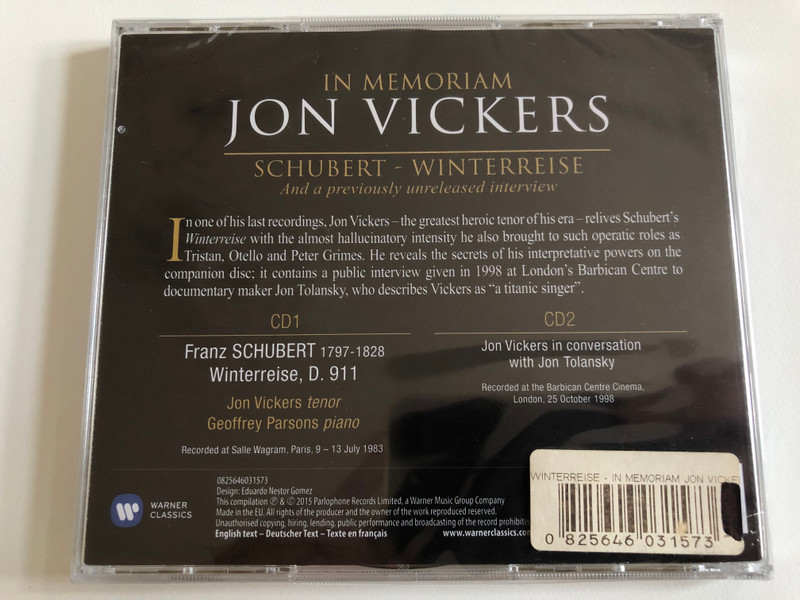 IN MEMORIAM
JON VICKERS
SCHUBERT - WINTERREISE
And a previously unreleased interview
In one of his last recordings, Jon Vickers – the greatest heroic tenor of his era – relives Schubert's
Winterreise with the almost hallucinatory intensity he also brought to such operatic roles as
Tristan, Otello and Peter Grimes. He reveals the secrets of his interpretative powers on the
companion disc; it contains a public interview given in 1998 at London's Barbican Centre to
documentary maker Jon Tolansky, who describes Vickers as “a titanic singer”.
CD1
Franz SCHUBERT 1797-1828
Winterreise, D. 911
Jon Vickers tenor
Geoffrey Parsons piano
Recorded at Salle Wagram, Paris, 9 – 13 July 1983
CD2
Jon Vickers in conversation
with Jon Tolansky
Recorded at the Barbican Centre Cinema,
London, 25 October 1998
WARNER
CLASSICS
0825646031573
Design: Eduardo Nestor Gomez
This compilation ℗ & © 2015 Parlophone Records Limited, a Warner Music Group Company
Made in the EU. All rights of the producer and the owner of the work reproduced reserved.
Unauthorised copying, hiring, lending, public performance and broadcasting of the record prohibite
English text – Deutscher Text – Texte en français
www.warnerclassics.com
WINTERREISE - IN MEMORIAM JON VICKE
0 825646 031573